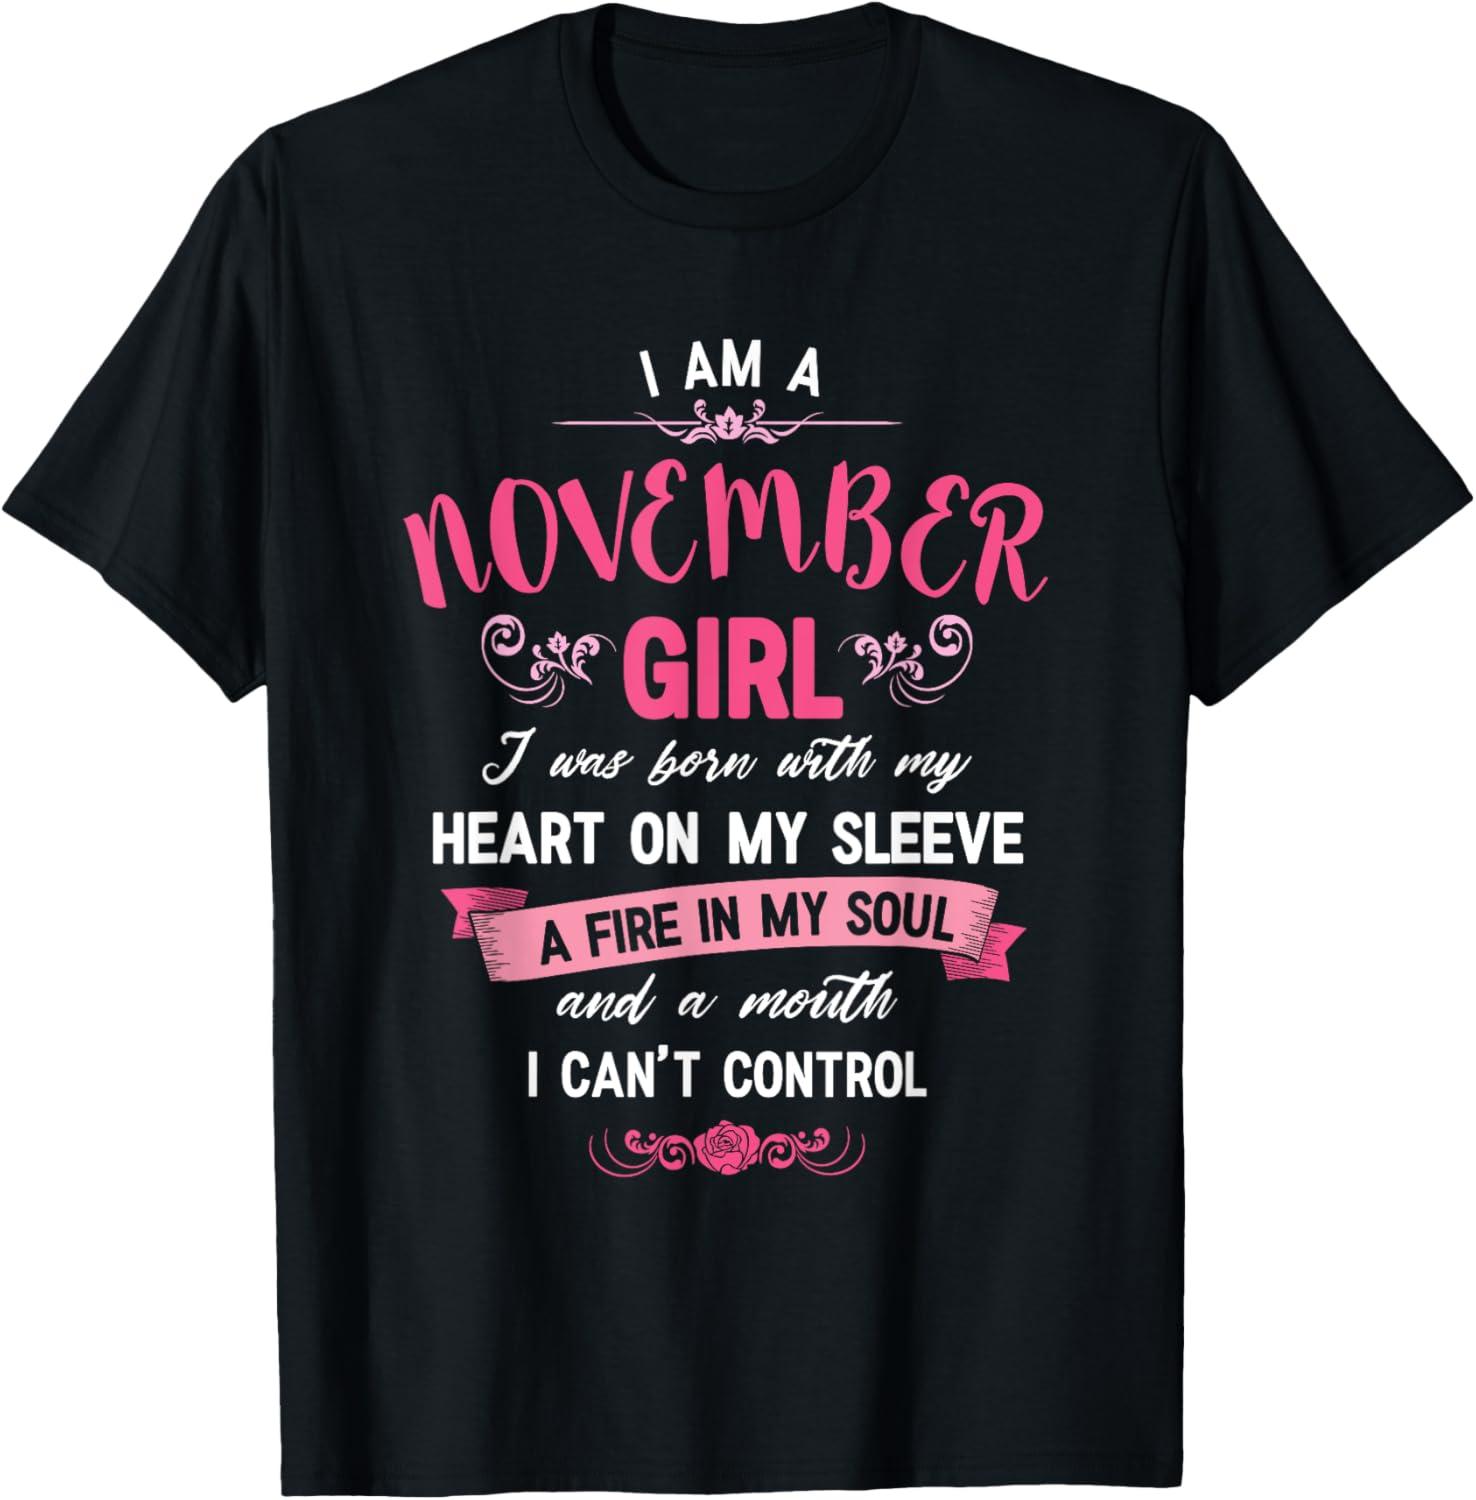 I AM A
NOVEMBER
GIRL
I was born with my
HEART ON MY SLEEVE
A FIRE IN MY SOUL
and a mouth
I CAN'T CONTROL